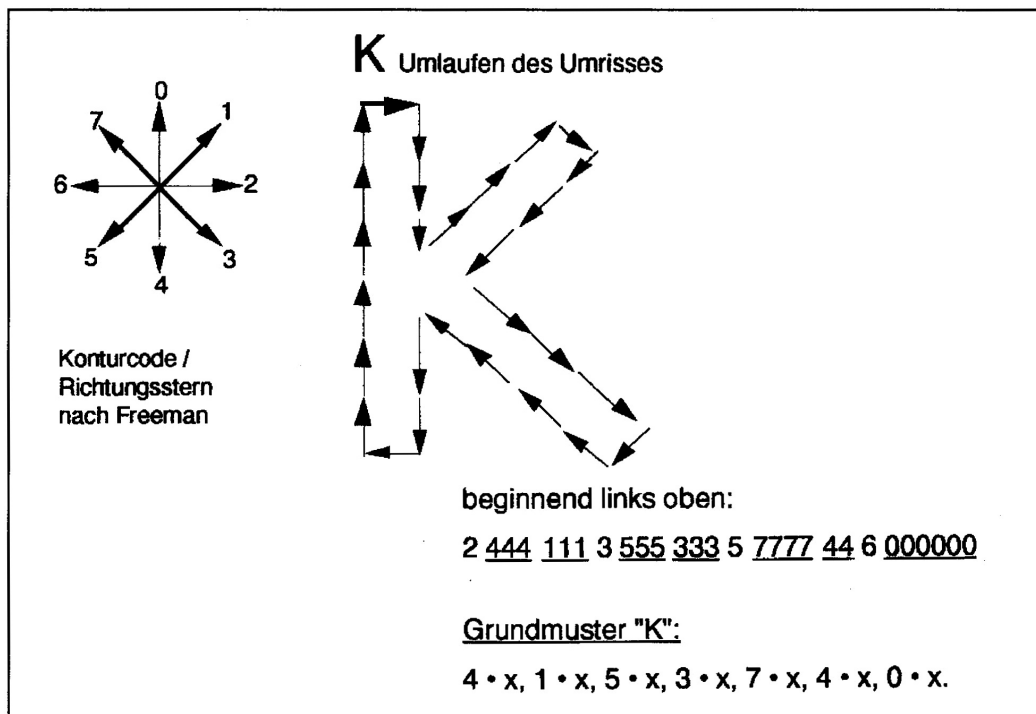 K Umlaufen des Umrisses
0
7 1
6 2
5 3
4
Konturcode /
Richtungsstern
nach Freeman
beginnend links oben:
2 444 111 3 555 333 5 7777 44 6 000000
Grundmuster "K":
4 • x, 1 • x, 5 • x, 3 • x, 7 • x, 4 • x, 0 • x.